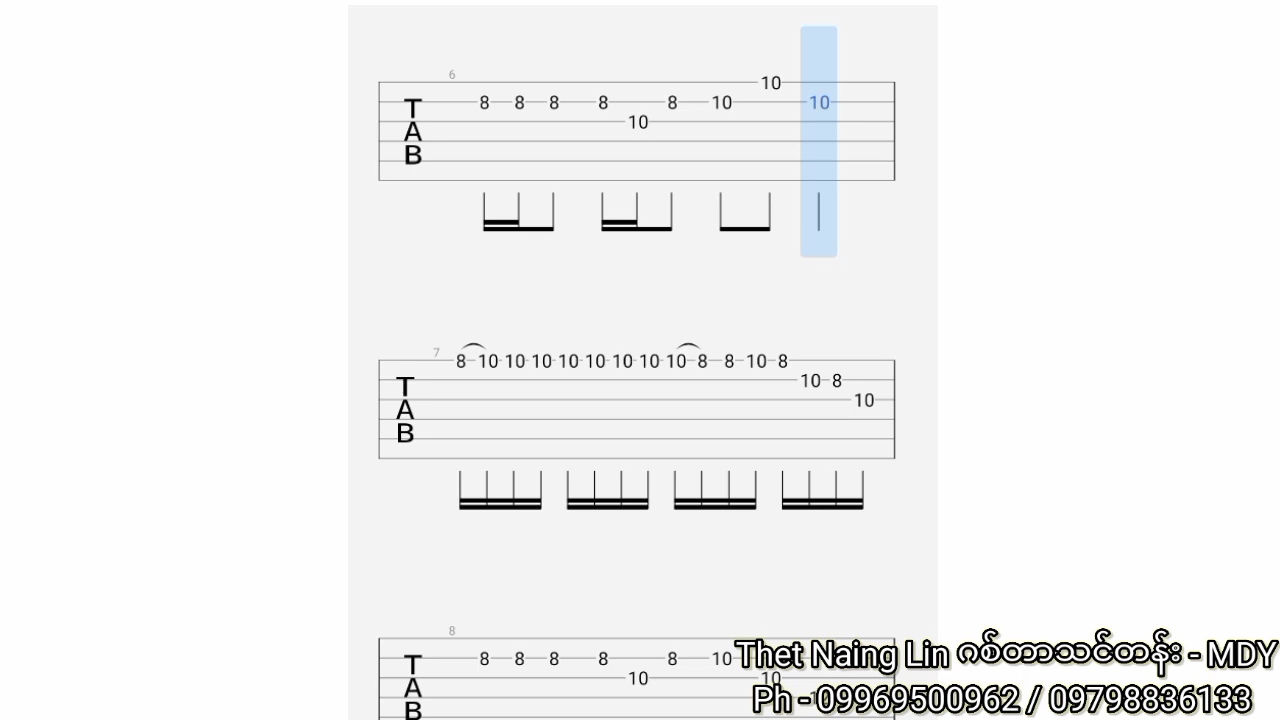 6
10
8 8 8 8 8 10 10
T
10
A
B
7
8 10 10 10 10 10 10 10 10 8 8 10 8
T
10 8
A
10
B
8
T
8 8 8 8 8 10
A
10 10
B
Thet Naing Lin ဂစ်တာသင်တန်း - MDY
Ph - 09969500962 / 09798836133